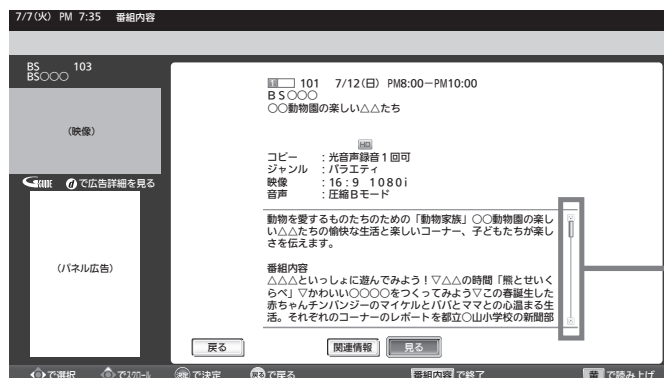 7/7(火) PM 7:35 番組内容
BS 103
BS○○○
(映像)
GUIDE dで広告詳細を見る
(パネル広告)
1 101 7/12(日) PM8:00-PM10:00
BS○○○
○○動物園の楽しい△△たち
HD
コピー :光音声録音1回可
ジャンル :バラエティ
映像 :16:9 1080i
音声 :圧縮Bモード
動物を愛するものたちのための「動物家族」○○動物園の楽し
い△△たちの愉快な生活と楽しいコーナー、子どもたちが楽し
さを伝えます。
番組内容
△△△といっしょに遊んでみよう!▽△△の時間「熊とせいく
らべ」▽かわいい○○○○をつくってみよう▽この春誕生した
赤ちゃんチンパンジーのマイケルとパパとママとの心温まる生
活。それぞれのコーナーのレポートを都立○山小学校の新聞部
戻る 関連情報 見る
で選択 でスクロール 決定で決定 戻るで戻る 番組内容で終了 黄で読み上げ